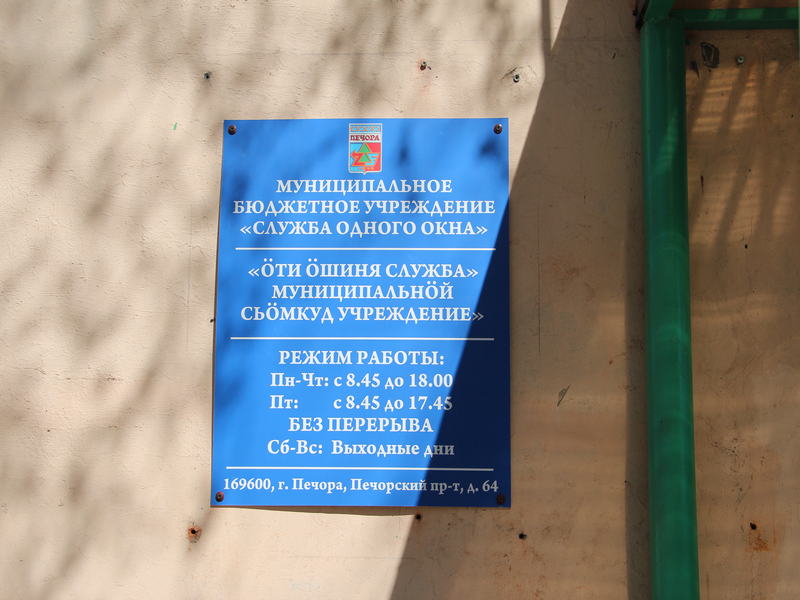 ПЕЧОРА
МУНИЦИПАЛЬНОЕ
БЮДЖЕТНОЕ УЧРЕЖДЕНИЕ
«СЛУЖБА ОДНОГО ОКНА»
«ӦТИ ӦШИНЯ СЛУЖБА»
МУНИЦИПАЛЬНӦЙ
СЬӦМКУД УЧРЕЖДЕНИЕ»
РЕЖИМ РАБОТЫ:
Пн-Чт: с 8.45 до 18.00
Пт: с 8.45 до 17.45
БЕЗ ПЕРЕРЫВА
Сб-Вс: Выходные дни
169600, г. Печора, Печорский пр-т, д. 64